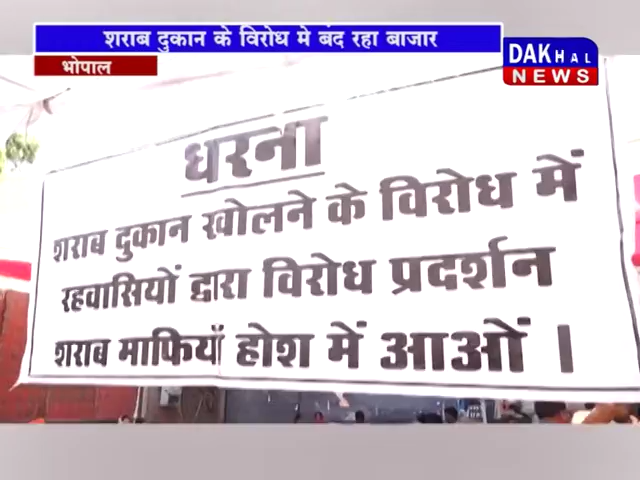 शराब दुकान के विरोध मे बंद रहा बाजार
भोपाल
DAKHAL
NEWS
धरना
शराब दुकान खोलने के विरोध में
रहवासियों द्वारा विरोध प्रदर्शन
शराब माफियाँ होश में आओं ।